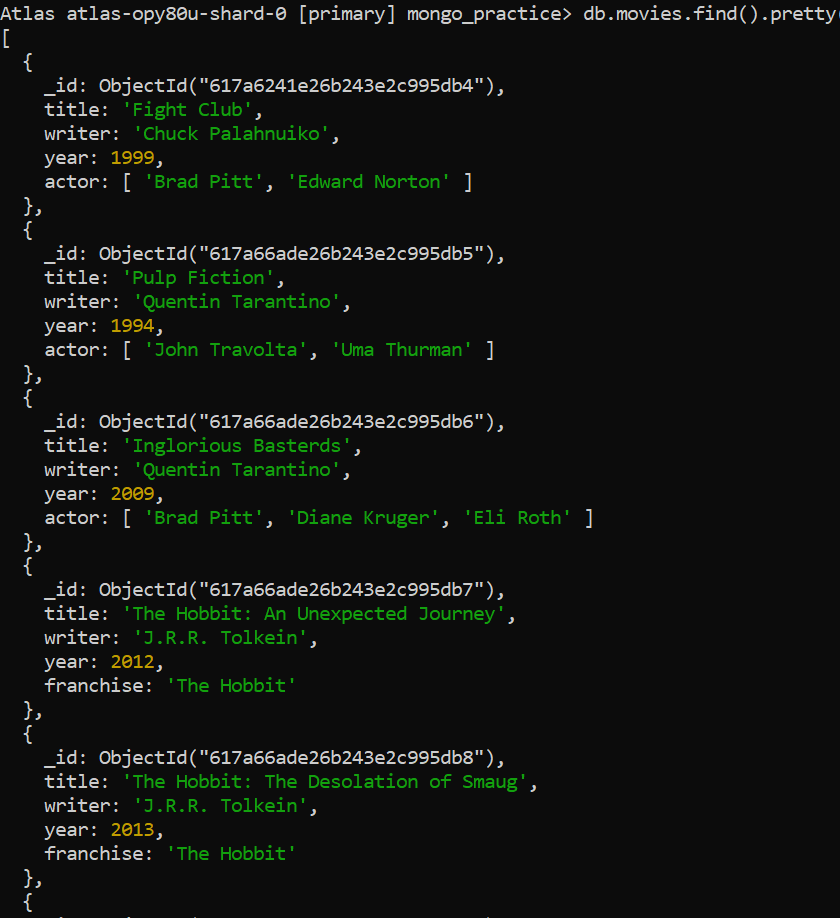 Atlas atlas-opy80u-shard-0 [primary] mongo_practice> db.movies.find().pretty(
[
  {
    _id: ObjectId("617a6241e26b243e2c995db4"),
    title: 'Fight Club',
    writer: 'Chuck Palahnuiko',
    year: 1999,
    actor: [ 'Brad Pitt', 'Edward Norton' ]
  },
  {
    _id: ObjectId("617a66ade26b243e2c995db5"),
    title: 'Pulp Fiction',
    writer: 'Quentin Tarantino',
    year: 1994,
    actor: [ 'John Travolta', 'Uma Thurman' ]
  },
  {
    _id: ObjectId("617a66ade26b243e2c995db6"),
    title: 'Inglorious Basterds',
    writer: 'Quentin Tarantino',
    year: 2009,
    actor: [ 'Brad Pitt', 'Diane Kruger', 'Eli Roth' ]
  },
  {
    _id: ObjectId("617a66ade26b243e2c995db7"),
    title: 'The Hobbit: An Unexpected Journey',
    writer: 'J.R.R. Tolkein',
    year: 2012,
    franchise: 'The Hobbit'
  },
  {
    _id: ObjectId("617a66ade26b243e2c995db8"),
    title: 'The Hobbit: The Desolation of Smaug',
    writer: 'J.R.R. Tolkein',
    year: 2013,
    franchise: 'The Hobbit'
  },
  {